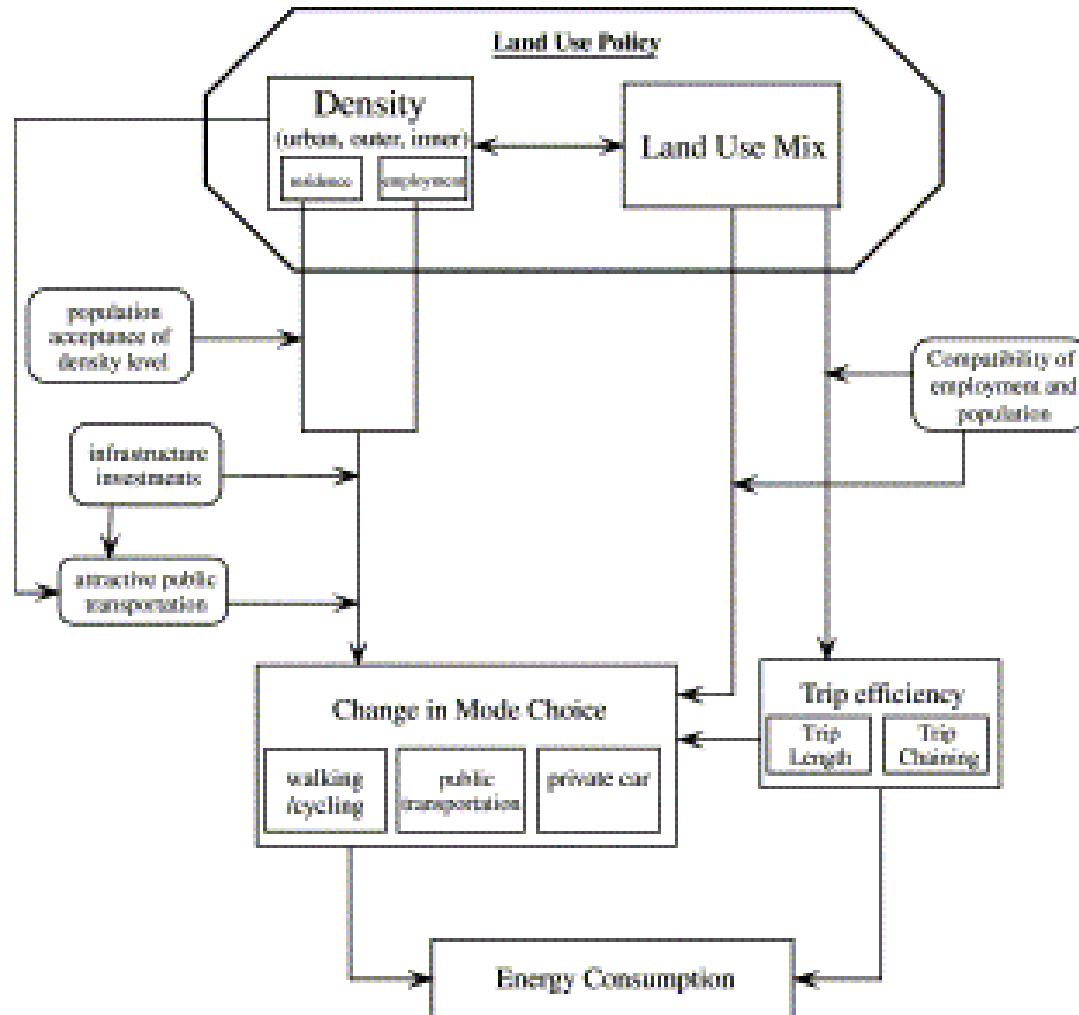 Land Use Policy
Density
(urban, outer, inner)
residence
employment
Land Use Mix
population
acceptance of
density level
Compatibility of
employment and
population
infrastructure
investments
attractive public
transportation
Change in Mode Choice
walking
/cycling
public
transportation
private car
Trip efficiency
Trip
Length
Trip
Chaining
Energy Consumption